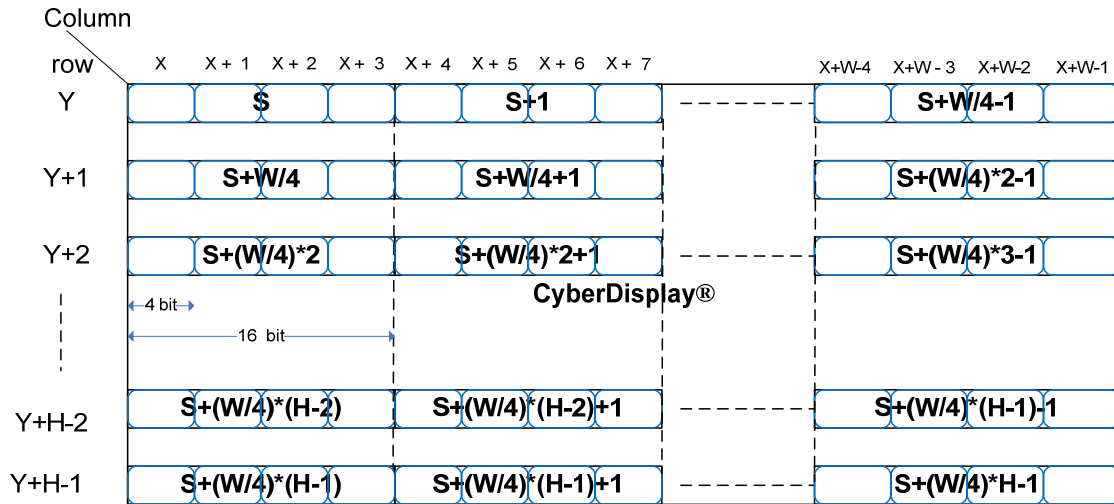 Column
row X X + 1 X + 2 X + 3 X + 4 X + 5 X + 6 X + 7 X+W-4 X+W - 3 X+W-2 X+W-1
Y S S+1 S+W/4-1
Y+1 S+W/4 S+W/4+1 S+(W/4)*2-1
Y+2 S+(W/4)*2 S+(W/4)*2+1 S+(W/4)*3-1
CyberDisplay®
4 bit
16 bit
Y+H-2 S+(W/4)*(H-2) S+(W/4)*(H-2)+1 S+(W/4)*(H-1)-1
Y+H-1 S+(W/4)*(H-1) S+(W/4)*(H-1)+1 S+(W/4)*H-1